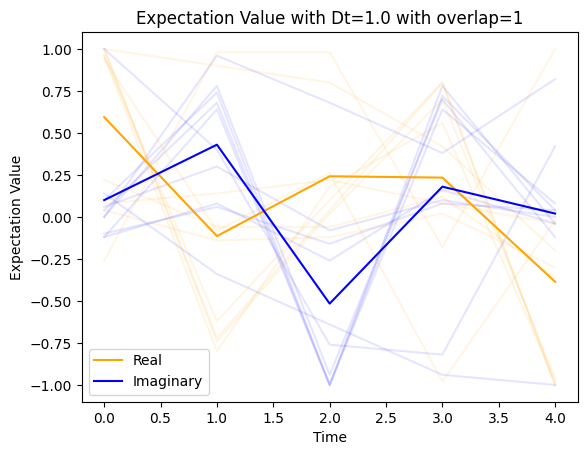 Expectation Value with Dt=1.0 with overlap=1
Expectation Value
1.00
0.75
0.50
0.25
0.00
−0.25
−0.50
−0.75
−1.00
Real
Imaginary
0.0 0.5 1.0 1.5 2.0 2.5 3.0 3.5 4.0
Time